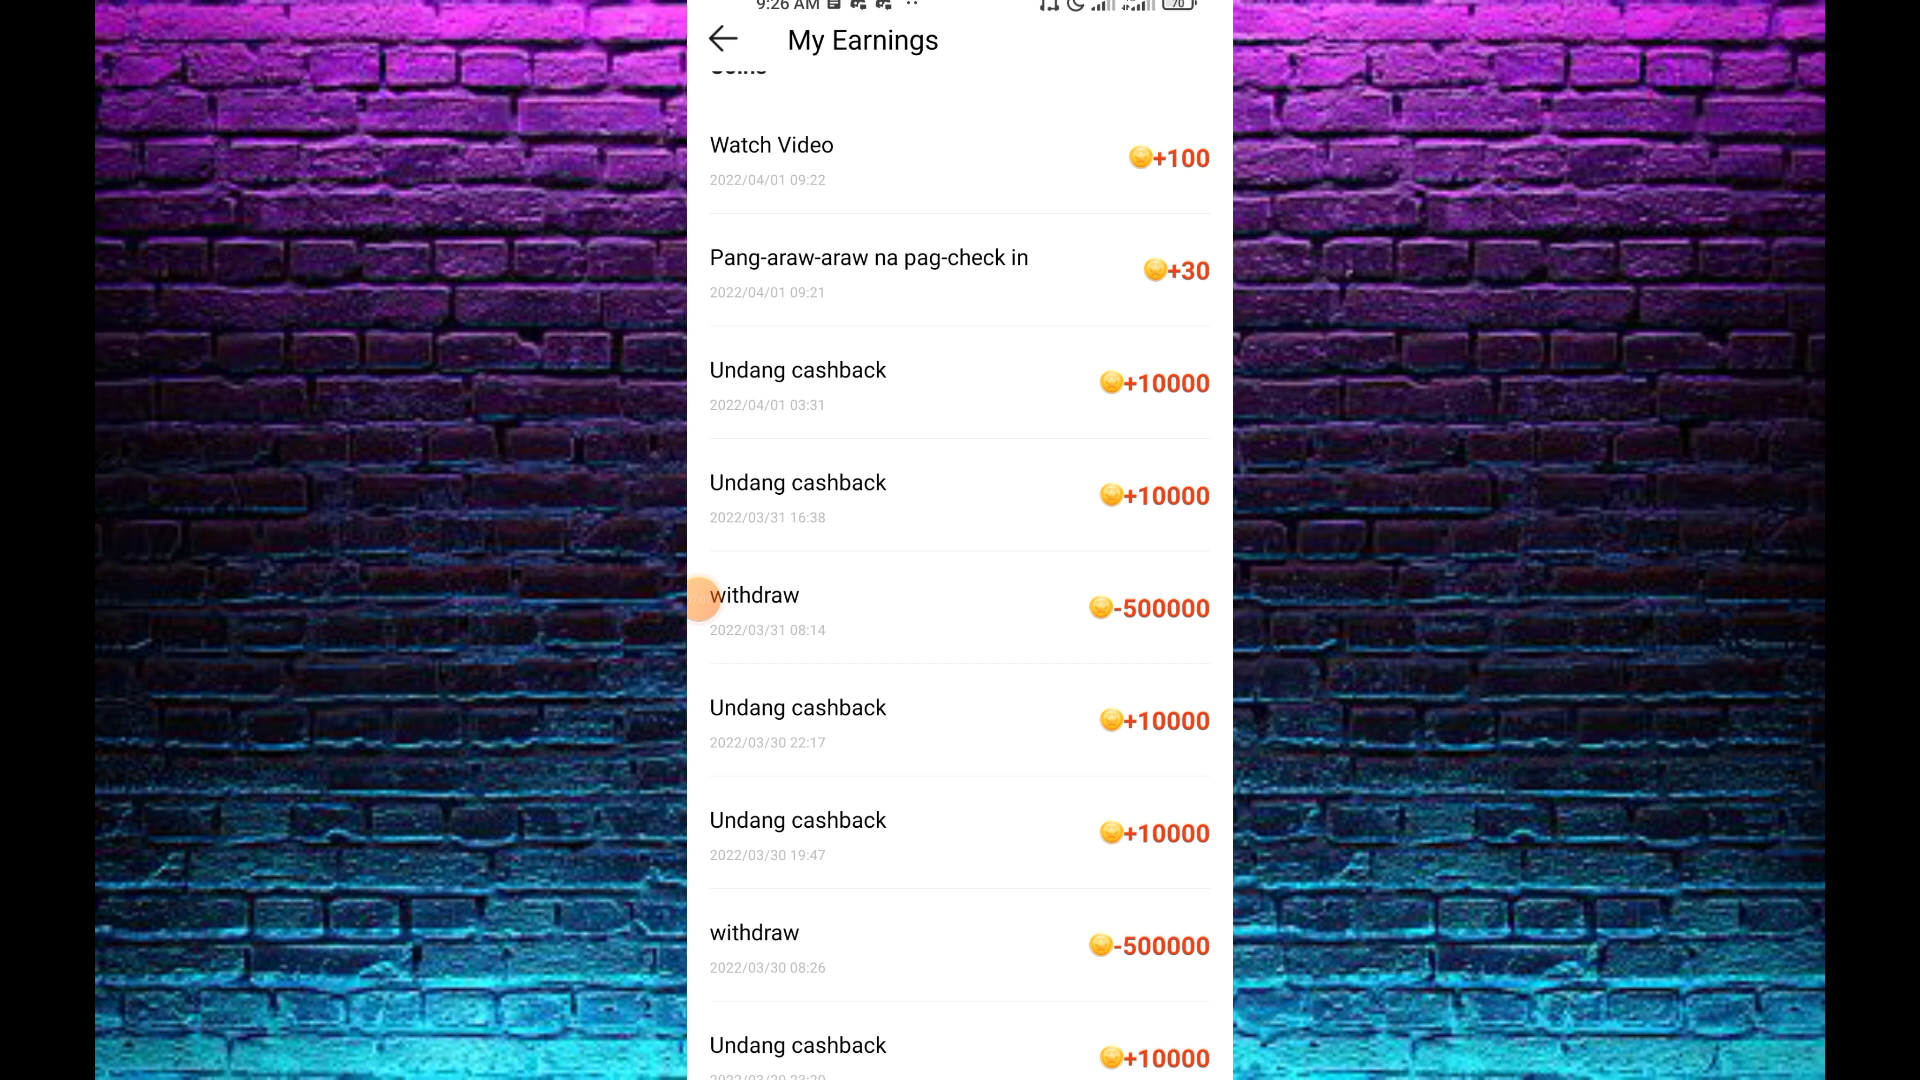 9:26 AM
70
My Earnings
Coins
Watch Video
+100
2022/04/01 09:22
Pang-araw-araw na pag-check in
+30
2022/04/01 09:21
Undang cashback
+10000
2022/04/01 03:31
Undang cashback
+10000
2022/03/31 16:38
withdraw
-500000
2022/03/31 08:14
Undang cashback
+10000
2022/03/30 22:17
Undang cashback
+10000
2022/03/30 19:47
withdraw
-500000
2022/03/30 08:26
Undang cashback
+10000